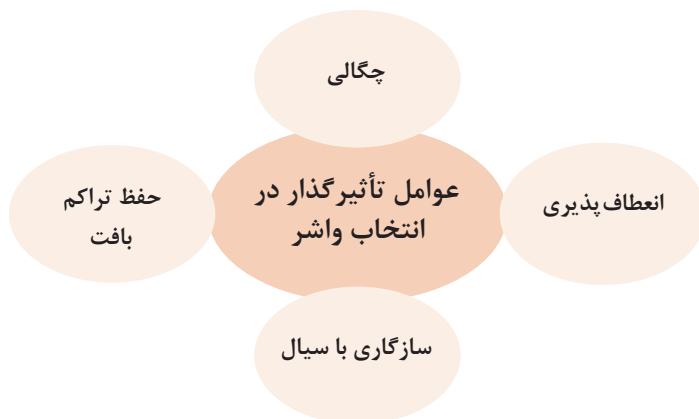 چگالی
عوامل تأثیرگذار در
انتخاب واشر
انعطاف‌پذیری
حفظ تراکم
بافت
سازگاری با سیال